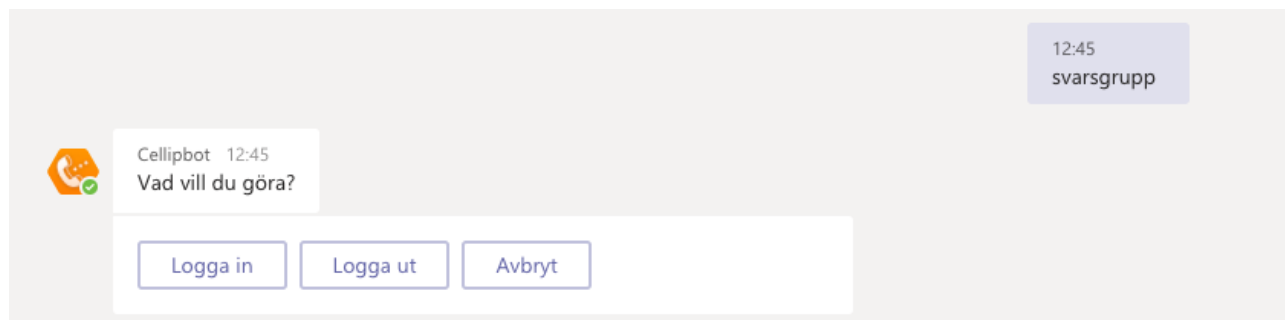 12:45
svarsgrupp
Cellipbot 12:45
Vad vill du göra?
Logga in Logga ut Avbryt